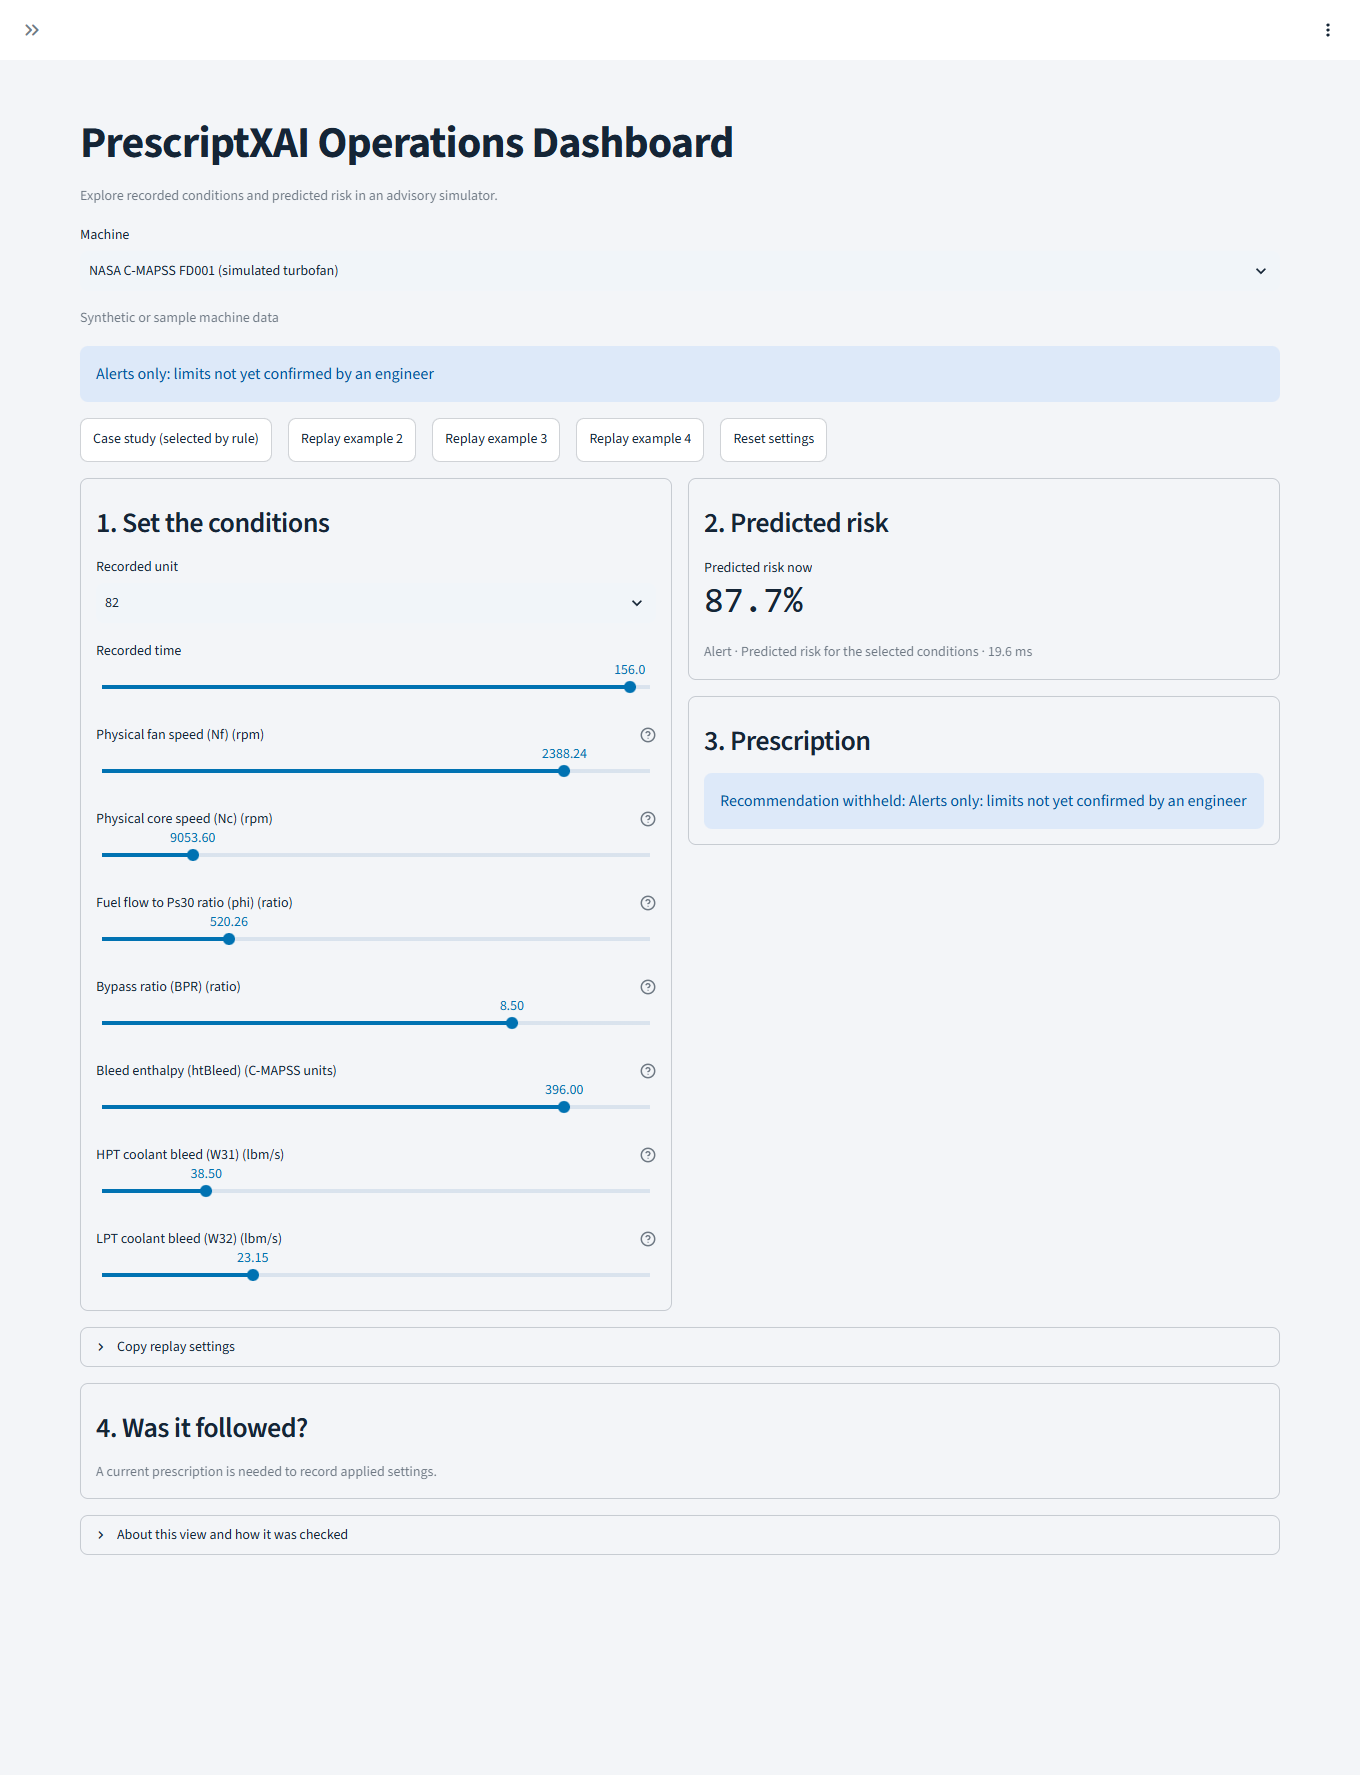 PrescriptXAI Operations Dashboard
Explore recorded conditions and predicted risk in an advisory simulator.
Machine
NASA C-MAPSS FD001 (simulated turbofan)
Synthetic or sample machine data
Alerts only: limits not yet confirmed by an engineer
Case study (selected by rule)
Replay example 2
Replay example 3
Replay example 4
Reset settings
1. Set the conditions
Recorded unit
82
Recorded time
156.0
Physical fan speed (Nf) (rpm)
2388.24
Physical core speed (Nc) (rpm)
9053.60
Fuel flow to Ps30 ratio (phi) (ratio)
520.26
Bypass ratio (BPR) (ratio)
8.50
Bleed enthalpy (htBleed) (C-MAPSS units)
396.00
HPT coolant bleed (W31) (lbm/s)
38.50
LPT coolant bleed (W32) (lbm/s)
23.15
2. Predicted risk
Predicted risk now
87.7%
Alert · Predicted risk for the selected conditions · 19.6 ms
3. Prescription
Recommendation withheld: Alerts only: limits not yet confirmed by an engineer
Copy replay settings
4. Was it followed?
A current prescription is needed to record applied settings.
About this view and how it was checked